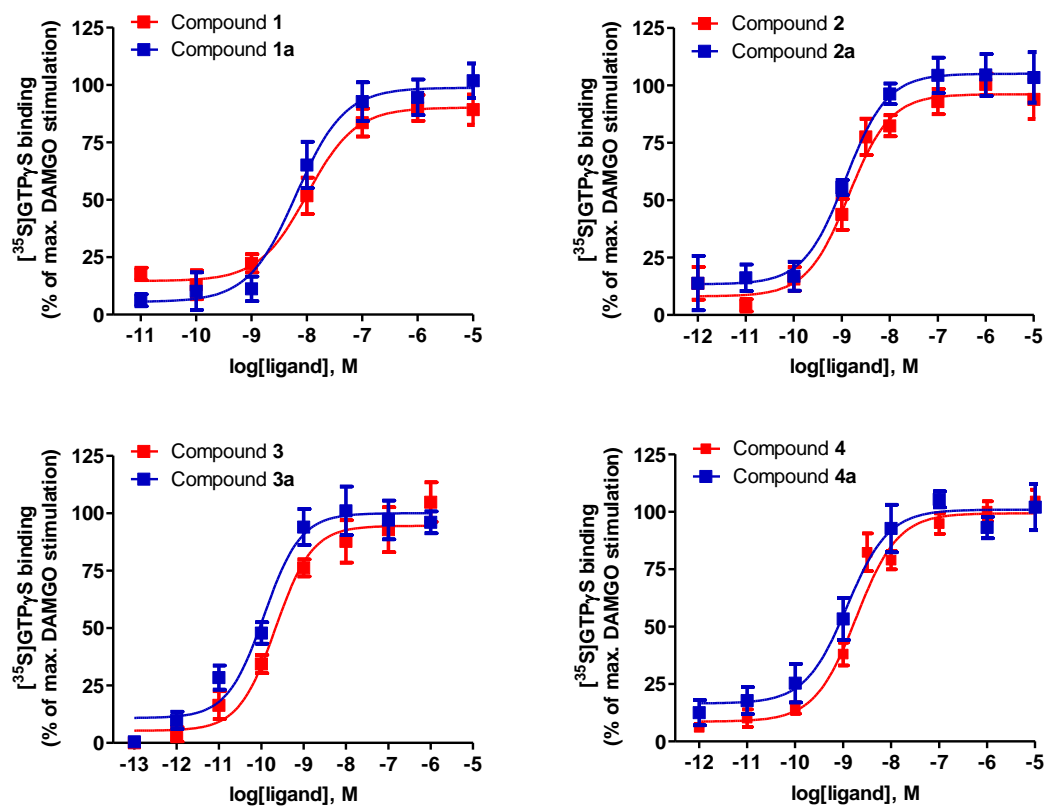 Compound 1
Compound 1a
[³⁵S]GTPγS binding
(% of max. DAMGO stimulation)
125
100
75
50
25
0
-11 -10 -9 -8 -7 -6 -5
log[ligand], M
Compound 2
Compound 2a
[³⁵S]GTPγS binding
(% of max. DAMGO stimulation)
125
100
75
50
25
0
-12 -11 -10 -9 -8 -7 -6 -5
log[ligand], M
Compound 3
Compound 3a
[³⁵S]GTPγS binding
(% of max. DAMGO stimulation)
125
100
75
50
25
0
-13 -12 -11 -10 -9 -8 -7 -6 -5
log[ligand], M
Compound 4
Compound 4a
[³⁵S]GTPγS binding
(% of max. DAMGO stimulation)
125
100
75
50
25
0
-12 -11 -10 -9 -8 -7 -6 -5
log[ligand], M